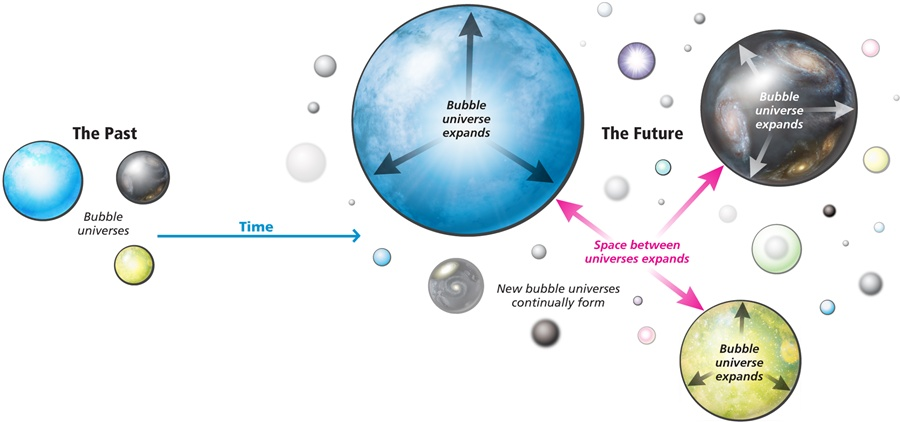 The Past
Bubble
universes
Time
Bubble
universe
expands
The Future
Bubble
universe
expands
Space between
universes expands
New bubble universes
continually form
Bubble
universe
expands